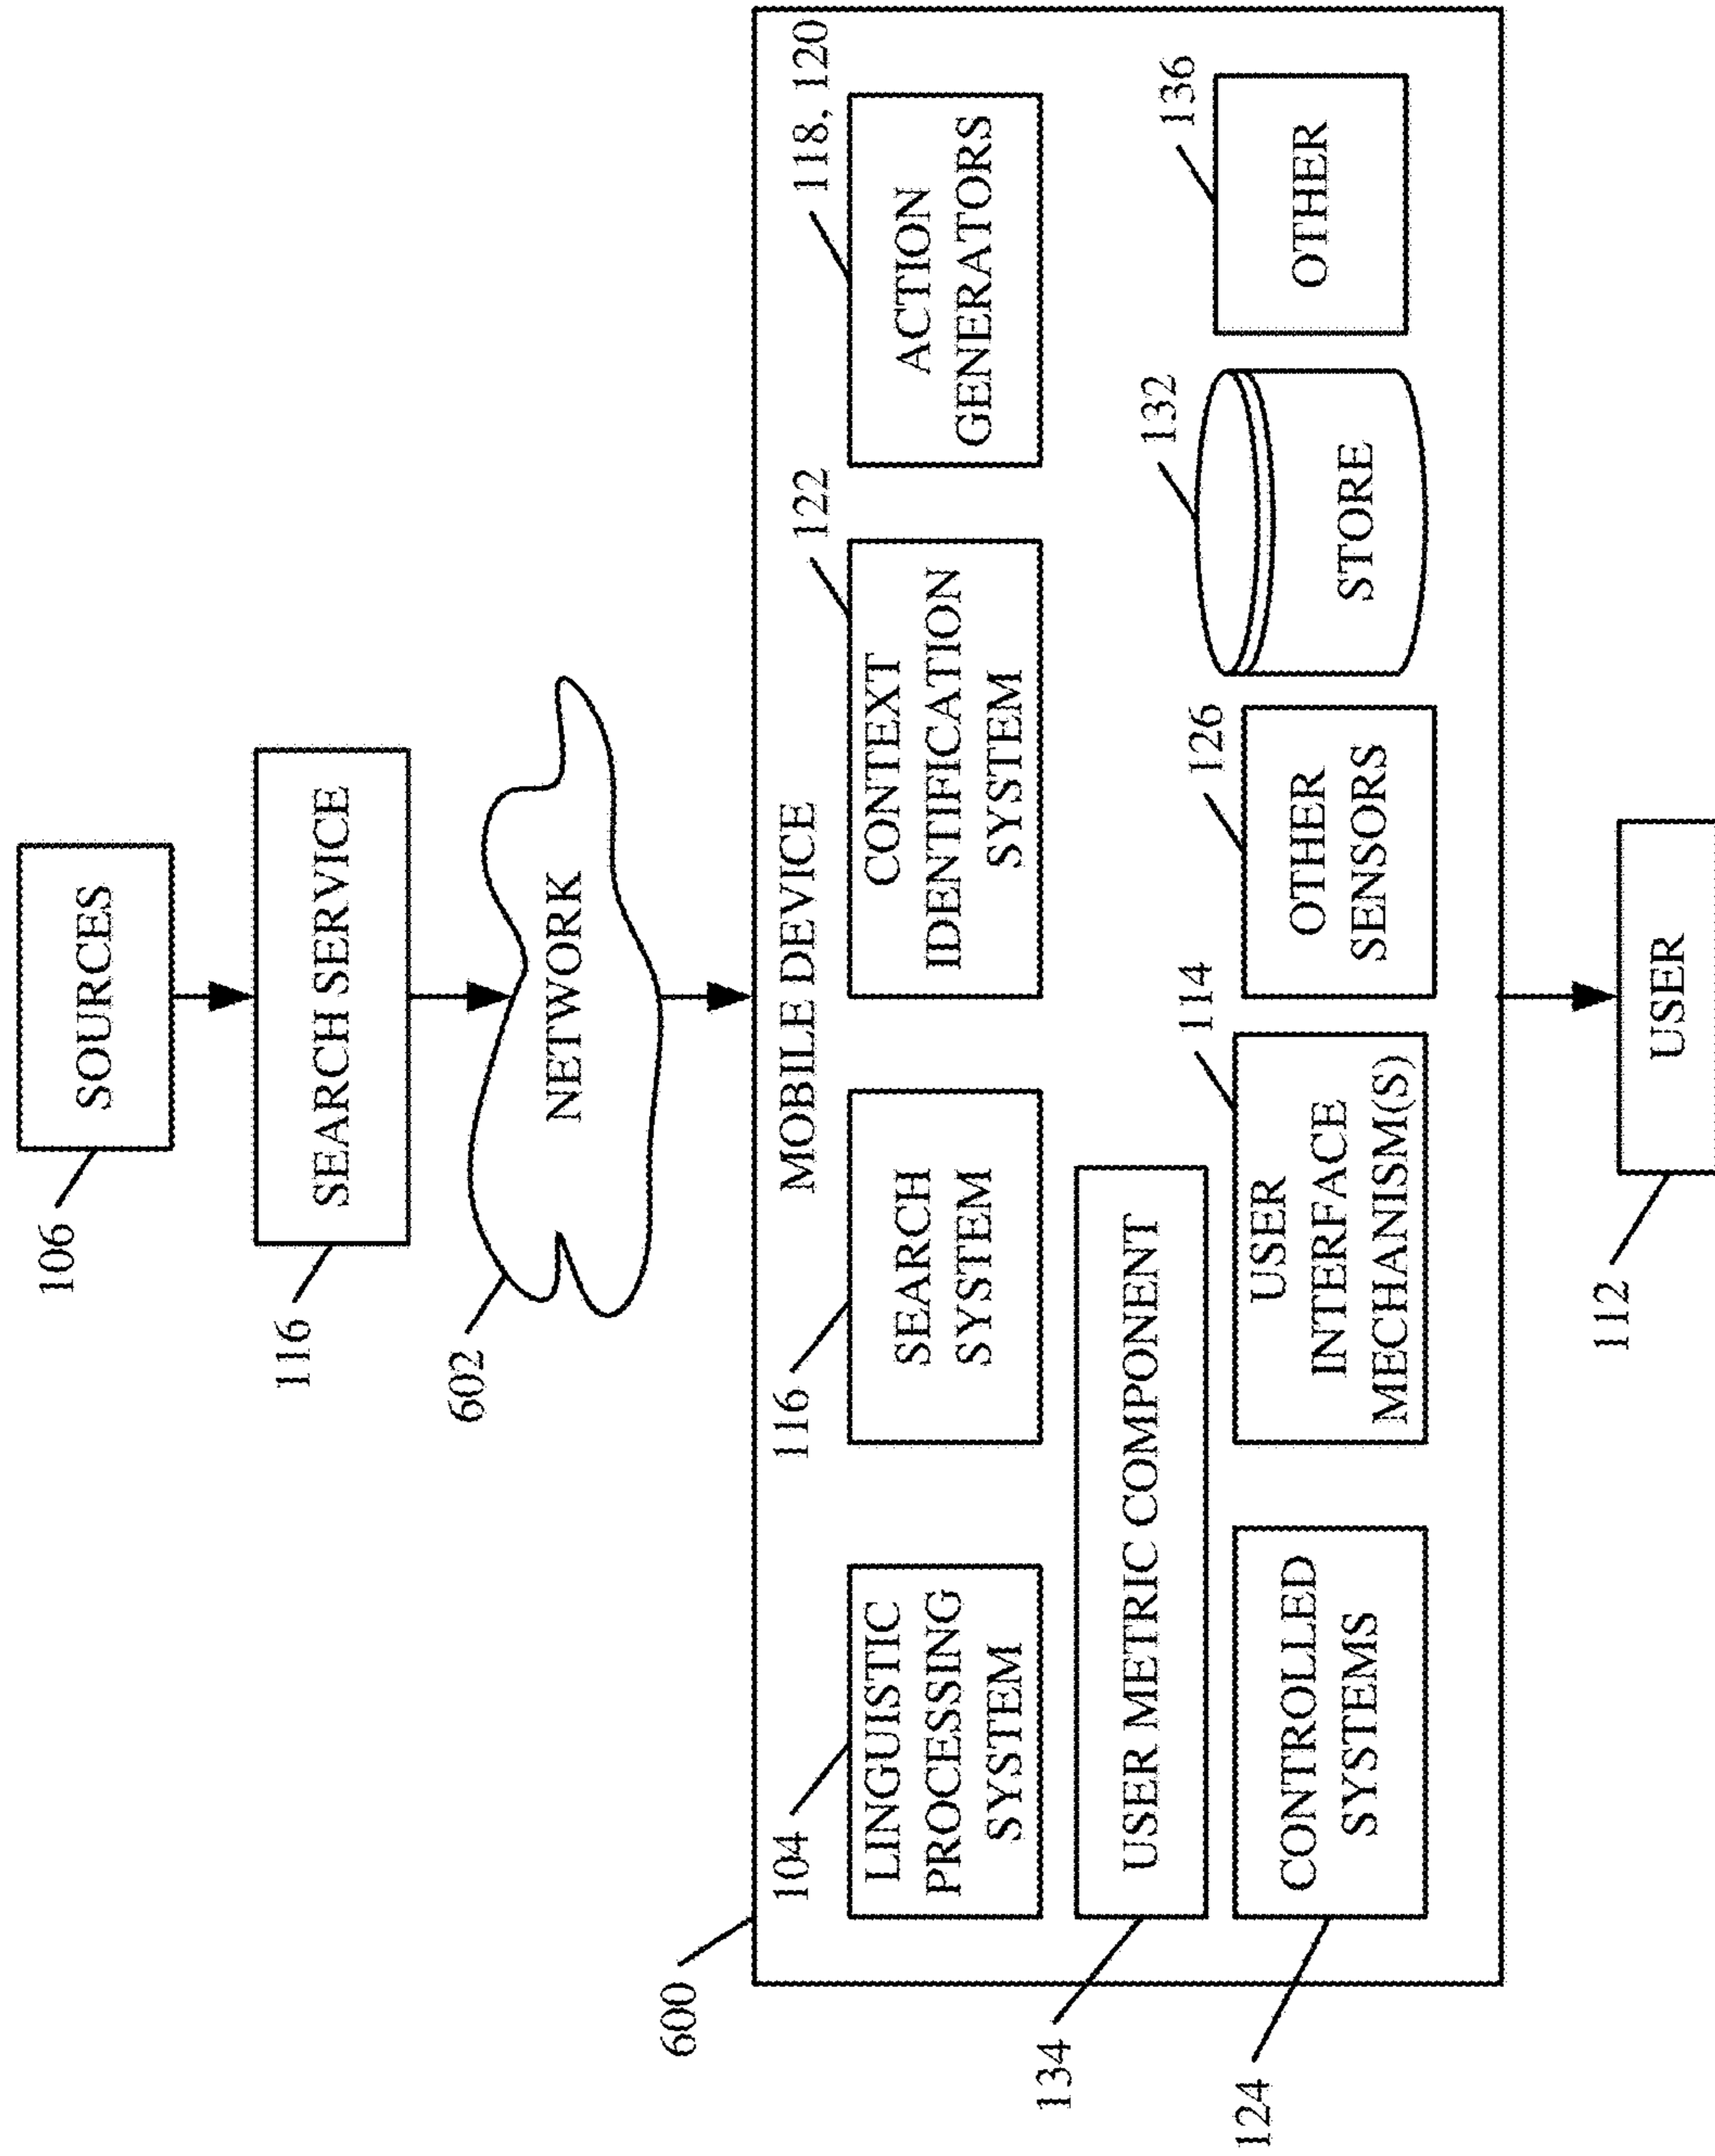 106
SOURCES
116
SEARCH SERVICE
602
NETWORK
600
MOBILE DEVICE
104
LINGUISTIC
PROCESSING
SYSTEM
116
SEARCH
SYSTEM
122
CONTEXT
IDENTIFICATION
SYSTEM
118, 120
ACTION
GENERATORS
134
USER METRIC COMPONENT
124
CONTROLLED
SYSTEMS
114
USER
INTERFACE
MECHANISM(S)
126
OTHER
SENSORS
132
STORE
136
OTHER
112
USER